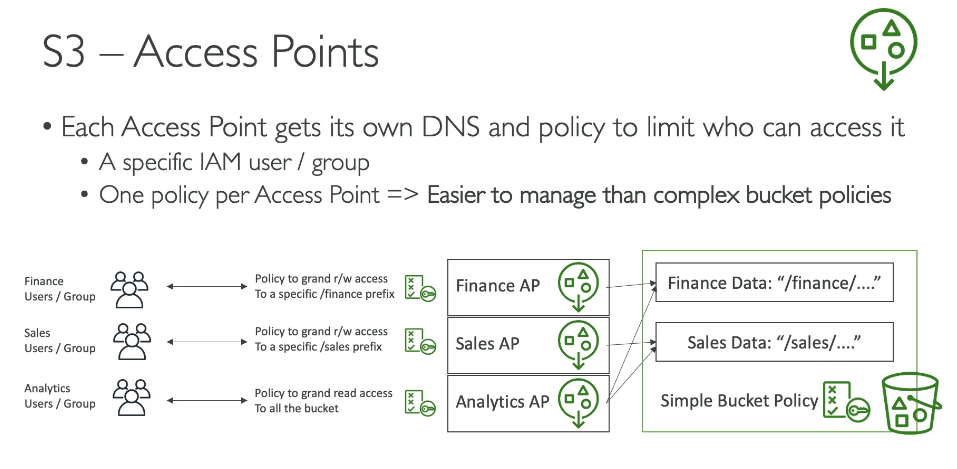 S3 – Access Points
• Each Access Point gets its own DNS and policy to limit who can access it
• A specific IAM user / group
• One policy per Access Point => Easier to manage than complex bucket policies
Finance
Users / Group
Policy to grand r/w access
To a specific /finance prefix
Finance AP
Finance Data: “/finance/....”
Sales
Users / Group
Policy to grand r/w access
To a specific /sales prefix
Sales AP
Sales Data: “/sales/....”
Analytics
Users / Group
Policy to grand read access
To all the bucket
Analytics AP
Simple Bucket Policy